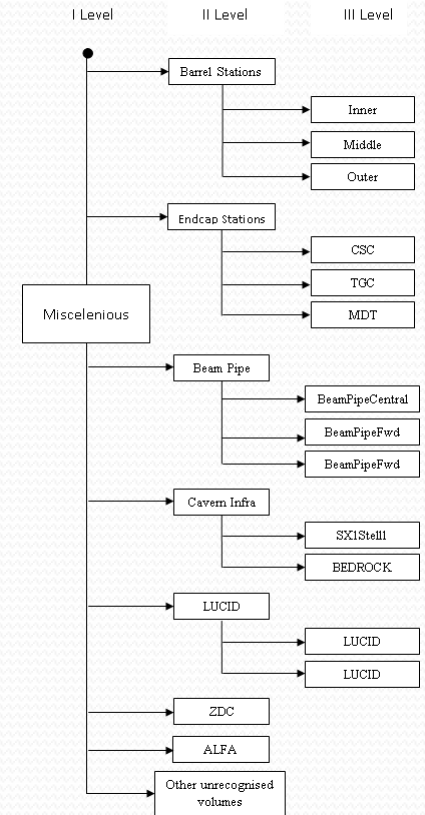 I Level
II Level
III Level
Barrel Stations
Inner
Middle
Outer
Endcap Stations
CSC
TGC
MDT
Miscelenious
Beam Pipe
BeamPipeCentral
BeamPipeFwd
BeamPipeFwd
Cavern Infra
SX1Stell1
BEDROCK
LUCID
LUCID
LUCID
ZDC
ALFA
Other unrecognised
volumes